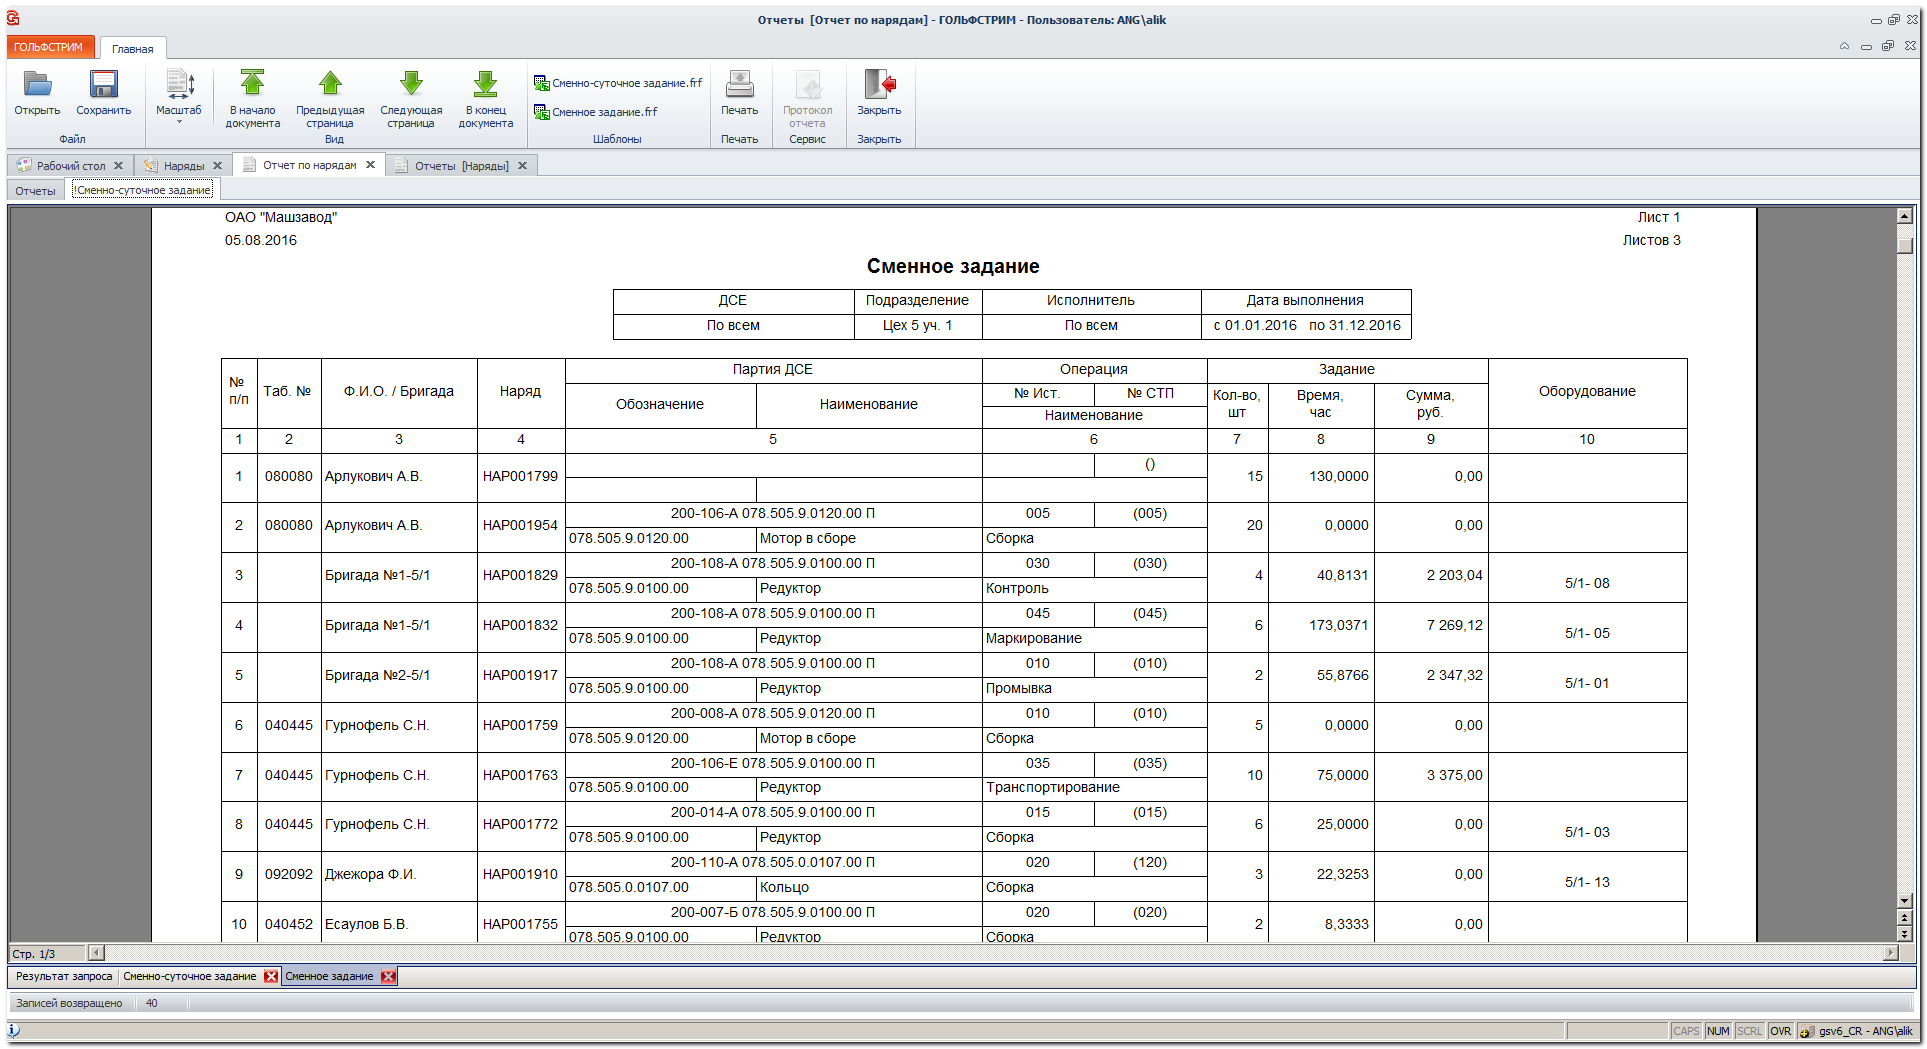 Отчеты [Отчет по нарядам] - ГОЛЬФСТРИМ - Пользователь: ANG\alik
ГОЛЬФСТРИМ Главная
Открыть Сохранить Масштаб В начало документа Предыдущая страница Следующая страница В конец документа Сменно-суточное задание.frf Сменное задание.frf Печать Протокол отчета Закрыть
Файл Вид Шаблоны Печать Сервис Закрыть
Рабочий стол Наряды Отчет по нарядам Отчеты [Наряды]
Отчеты !Сменно-суточное задание
ОАО "Машзавод" Лист 1
05.08.2016 Листов 3
Сменное задание
ДСЕ Подразделение Исполнитель Дата выполнения
По всем Цех 5 уч. 1 По всем с 01.01.2016 по 31.12.2016
№ п/п Таб. № Ф.И.О. / Бригада Наряд Партия ДСЕ Операция Задание Оборудование
Обозначение Наименование № Ист. № СТП Кол-во, шт Время, час Сумма, руб.
Наименование
1 2 3 4 5 6 7 8 9 10
1 080080 Арлукович А.В. НАР001799 () 15 130,0000 0,00
2 080080 Арлукович А.В. НАР001954 200-106-А 078.505.9.0120.00 П 005 (005) 20 0,0000 0,00
078.505.9.0120.00 Мотор в сборе Сборка
3 Бригада №1-5/1 НАР001829 200-108-А 078.505.9.0100.00 П 030 (030) 4 40,8131 2 203,04 5/1- 08
078.505.9.0100.00 Редуктор Контроль
4 Бригада №1-5/1 НАР001832 200-108-А 078.505.9.0100.00 П 045 (045) 6 173,0371 7 269,12 5/1- 05
078.505.9.0100.00 Редуктор Маркирование
5 Бригада №2-5/1 НАР001917 200-108-А 078.505.9.0100.00 П 010 (010) 2 55,8766 2 347,32 5/1- 01
078.505.9.0100.00 Редуктор Промывка
6 040445 Гурнофель С.Н. НАР001759 200-008-А 078.505.9.0120.00 П 010 (010) 5 0,0000 0,00
078.505.9.0120.00 Мотор в сборе Сборка
7 040445 Гурнофель С.Н. НАР001763 200-106-Е 078.505.9.0100.00 П 035 (035) 10 75,0000 3 375,00
078.505.9.0100.00 Редуктор Транспортирование
8 040445 Гурнофель С.Н. НАР001772 200-014-А 078.505.9.0100.00 П 015 (015) 6 25,0000 0,00 5/1- 03
078.505.9.0100.00 Редуктор Сборка
9 092092 Джежора Ф.И. НАР001910 200-110-А 078.505.0.0107.00 П 020 (120) 3 22,3253 0,00 5/1- 13
078.505.0.0107.00 Кольцо Сборка
10 040452 Есаулов Б.В. НАР001755 200-007-Б 078.505.9.0100.00 П 020 (020) 2 8,3333 0,00
078.505.9.0100.00 Редуктор Сборка
Стр. 1/3
Результат запроса Сменно-суточное задание Сменное задание
Записей возвращено 40
CAPS NUM SCRL OVR gsv6_CR - ANG\alik